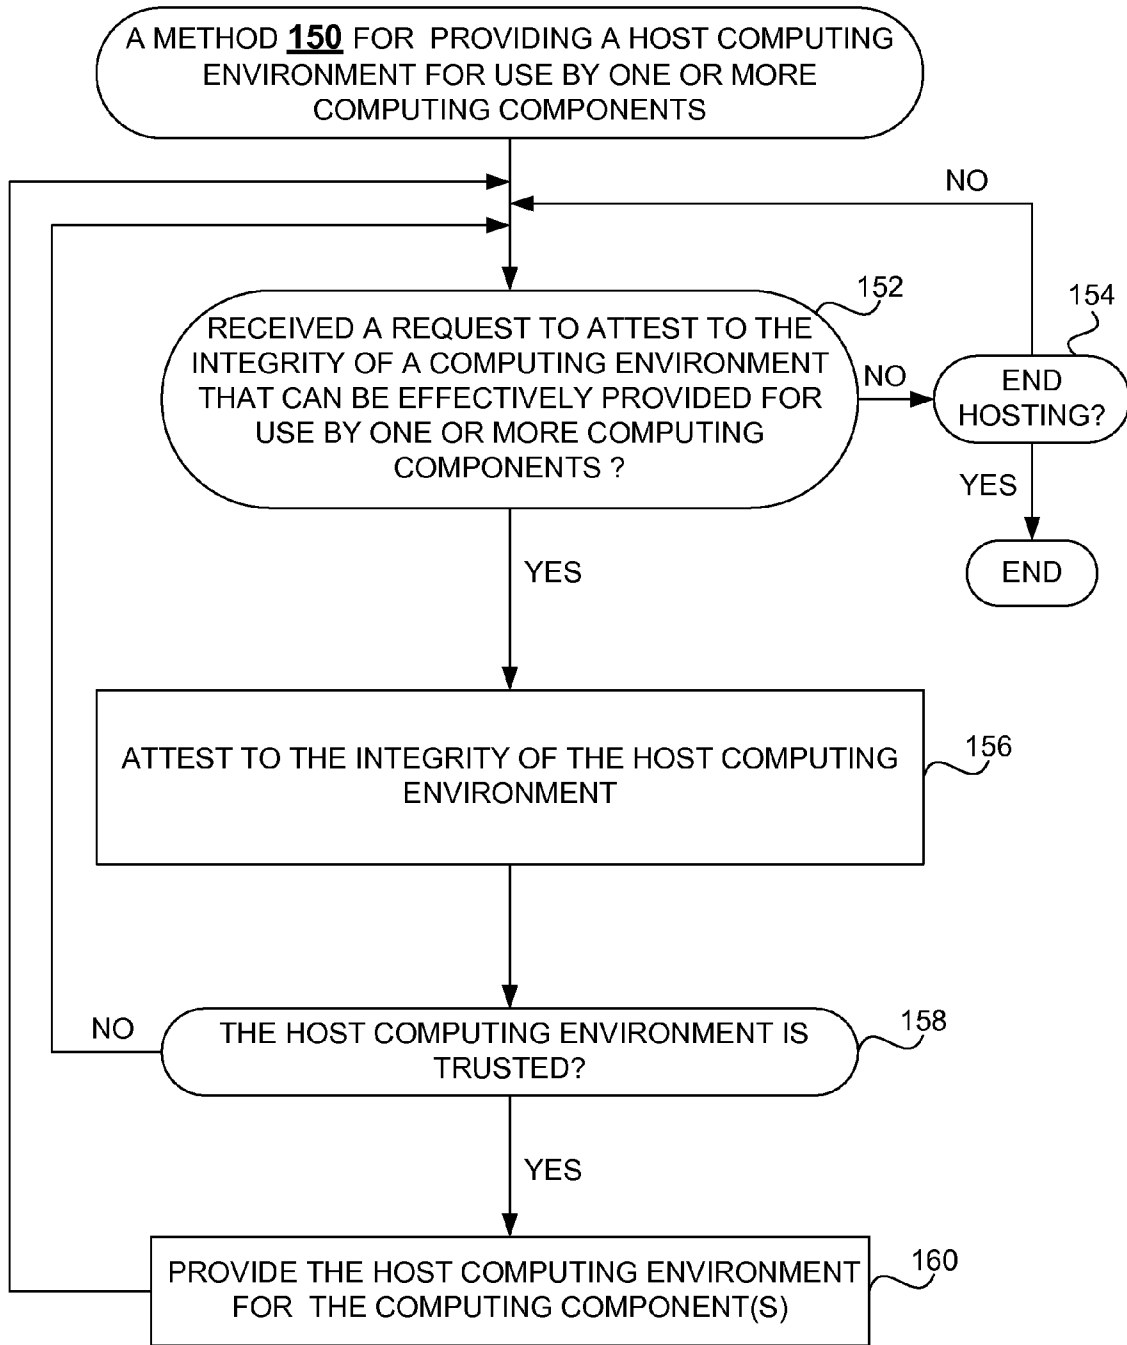 A METHOD 150 FOR PROVIDING A HOST COMPUTING
ENVIRONMENT FOR USE BY ONE OR MORE
COMPUTING COMPONENTS
NO
152
154
RECEIVED A REQUEST TO ATTEST TO THE
INTEGRITY OF A COMPUTING ENVIRONMENT
THAT CAN BE EFFECTIVELY PROVIDED FOR
USE BY ONE OR MORE COMPUTING
COMPONENTS ?
NO
END
HOSTING?
YES
END
YES
ATTEST TO THE INTEGRITY OF THE HOST COMPUTING
ENVIRONMENT
156
NO
THE HOST COMPUTING ENVIRONMENT IS
TRUSTED?
158
YES
PROVIDE THE HOST COMPUTING ENVIRONMENT
FOR THE COMPUTING COMPONENT(S)
160